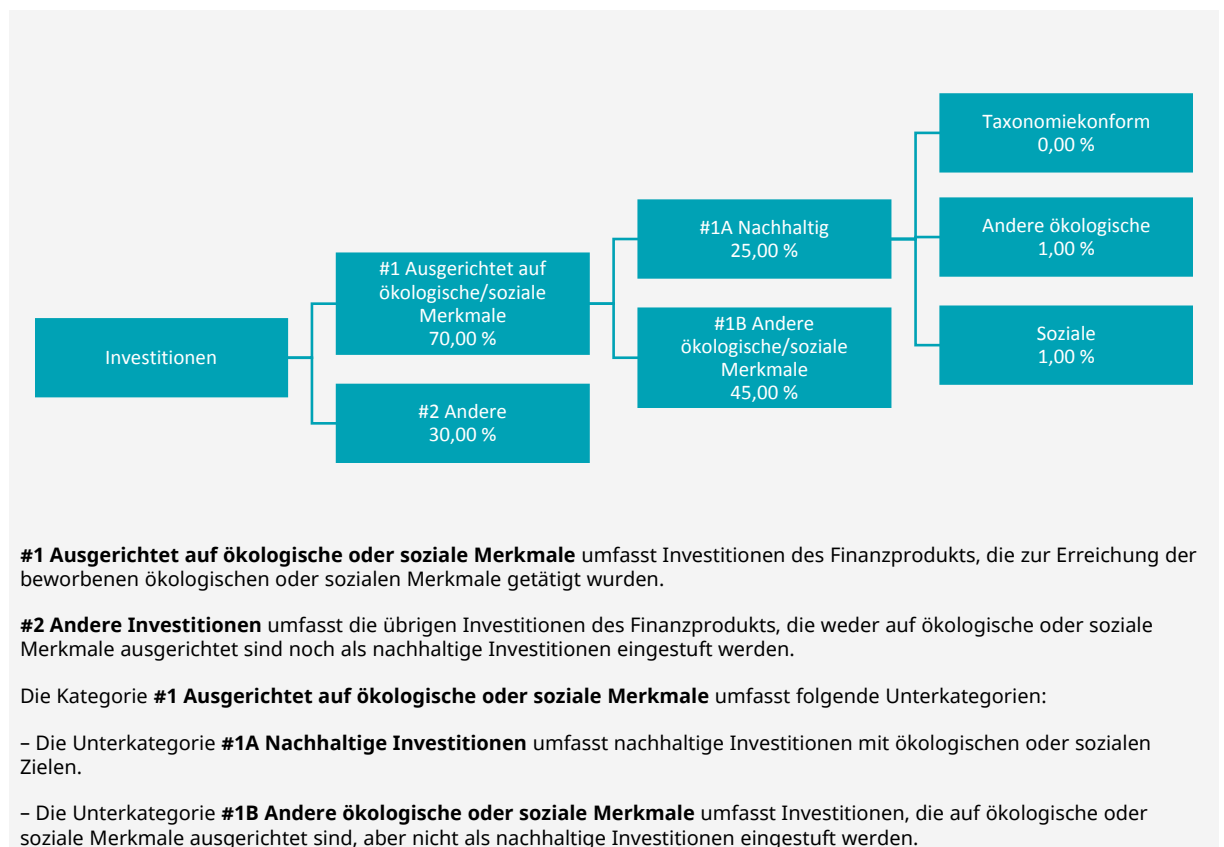 Investitionen
#1 Ausgerichtet auf
ökologische/soziale
Merkmale
70,00 %
#2 Andere
30,00 %
#1A Nachhaltig
25,00 %
#1B Andere
ökologische/soziale
Merkmale
45,00 %
Taxonomiekonform
0,00 %
Andere ökologische
1,00 %
Soziale
1,00 %
#1 Ausgerichtet auf ökologische oder soziale Merkmale umfasst Investitionen des Finanzprodukts, die zur Erreichung der
beworbenen ökologischen oder sozialen Merkmale getätigt wurden.
#2 Andere Investitionen umfasst die übrigen Investitionen des Finanzprodukts, die weder auf ökologische oder soziale
Merkmale ausgerichtet sind noch als nachhaltige Investitionen eingestuft werden.
Die Kategorie #1 Ausgerichtet auf ökologische oder soziale Merkmale umfasst folgende Unterkategorien:
– Die Unterkategorie #1A Nachhaltige Investitionen umfasst nachhaltige Investitionen mit ökologischen oder sozialen
Zielen.
– Die Unterkategorie #1B Andere ökologische oder soziale Merkmale umfasst Investitionen, die auf ökologische oder
soziale Merkmale ausgerichtet sind, aber nicht als nachhaltige Investitionen eingestuft werden.